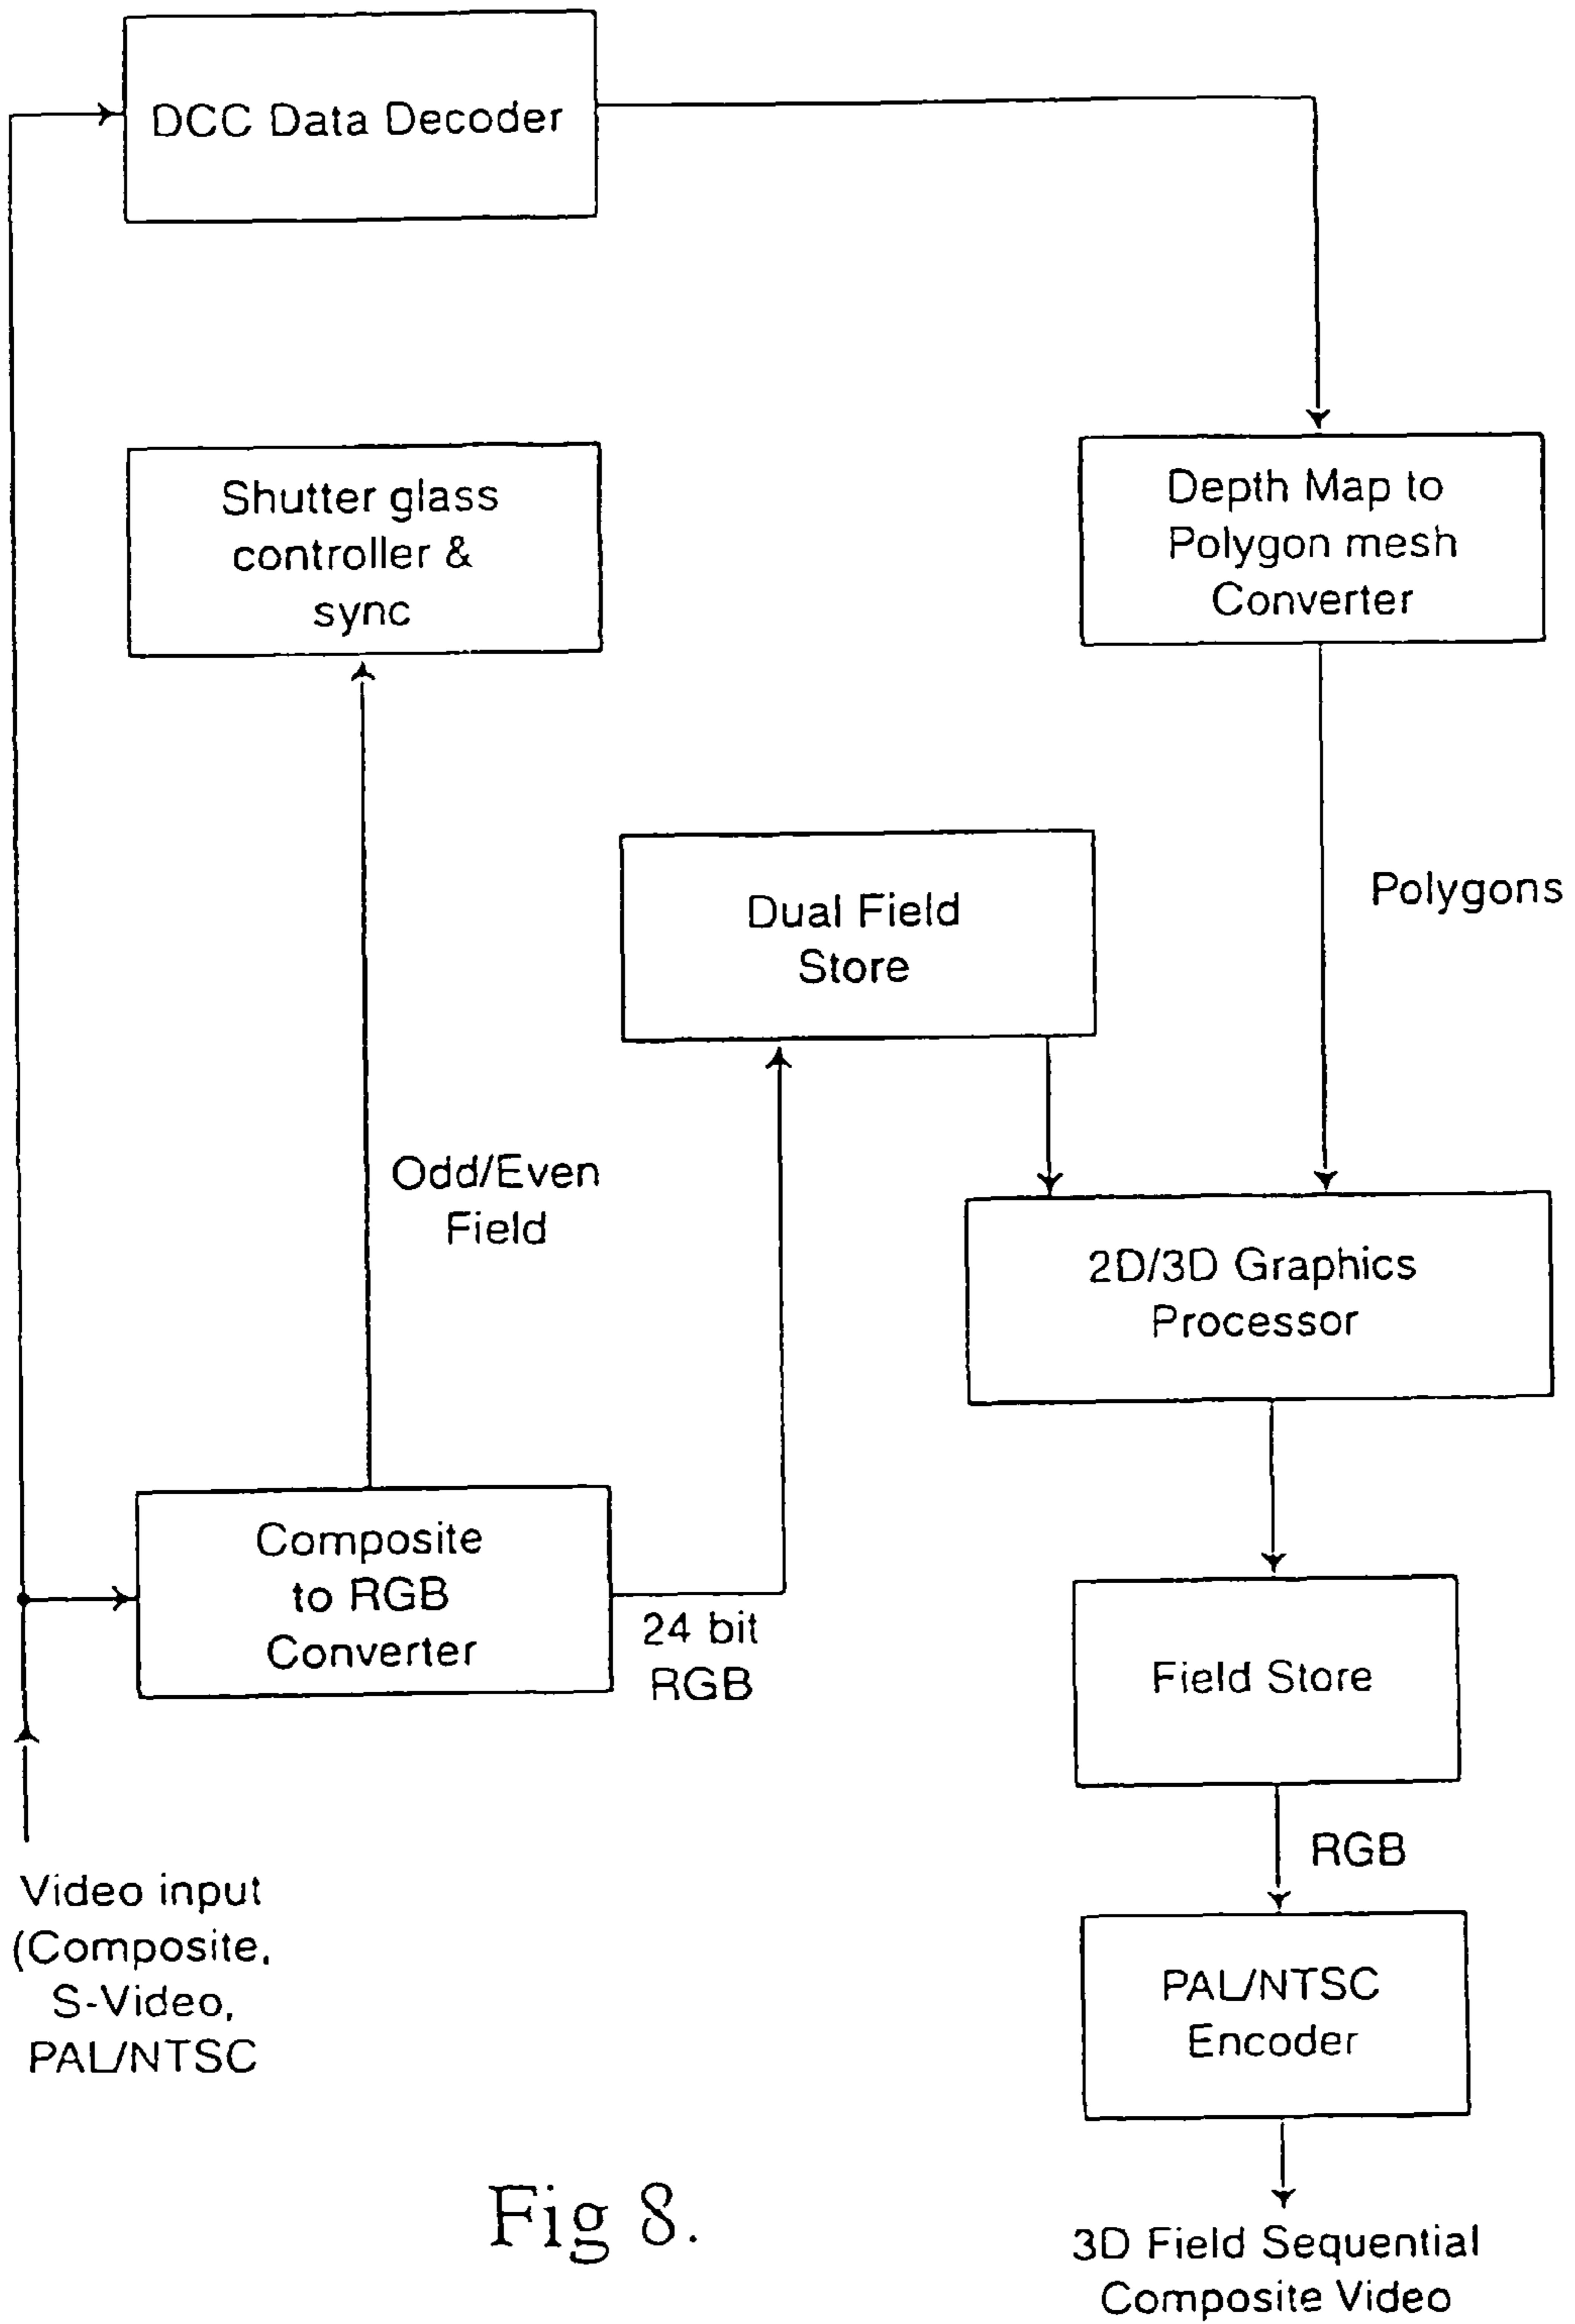 DCC Data Decoder
Shutter glass
controller &
sync
Depth Map to
Polygon mesh
Converter
Dual Field
Store
Polygons
Odd/Even
Field
2D/3D Graphics
Processor
Composite
to RGB
Converter
24 bit
RGB
Field Store
RGB
Video input
(Composite,
S-Video,
PAL/NTSC
PAL/NTSC
Encoder
Fig 8.
3D Field Sequential
Composite Video